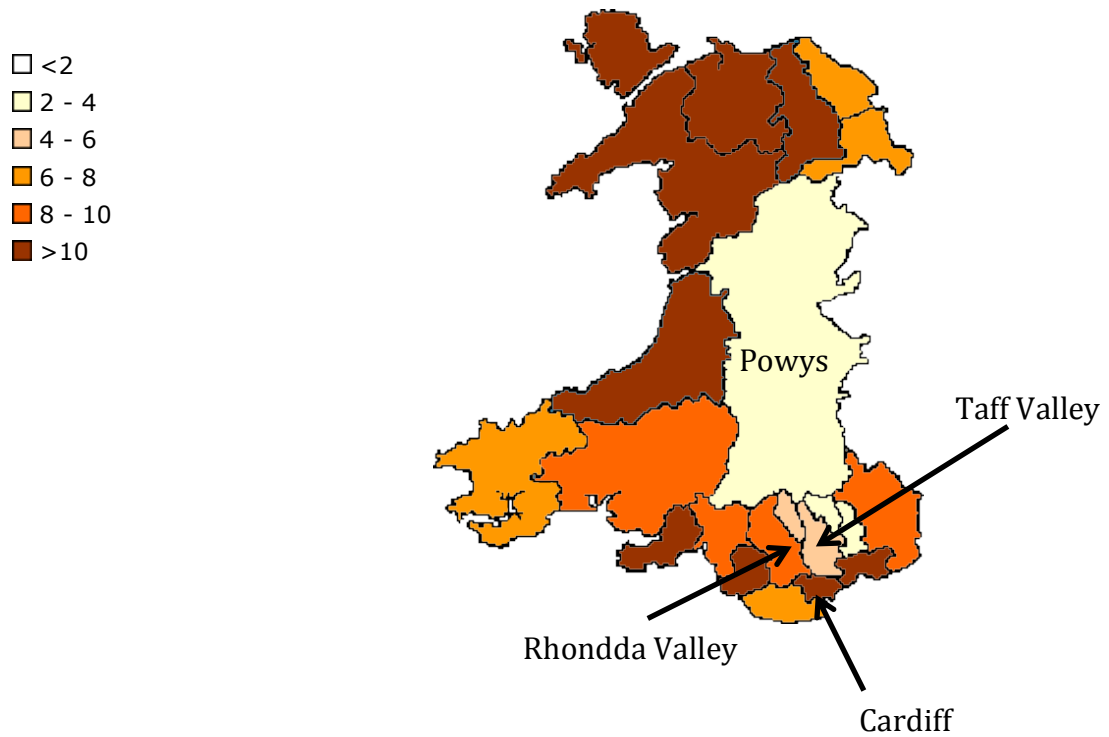 <2
2 - 4
4 - 6
6 - 8
8 - 10
>10
Powys
Taff Valley
Rhondda Valley
Cardiff